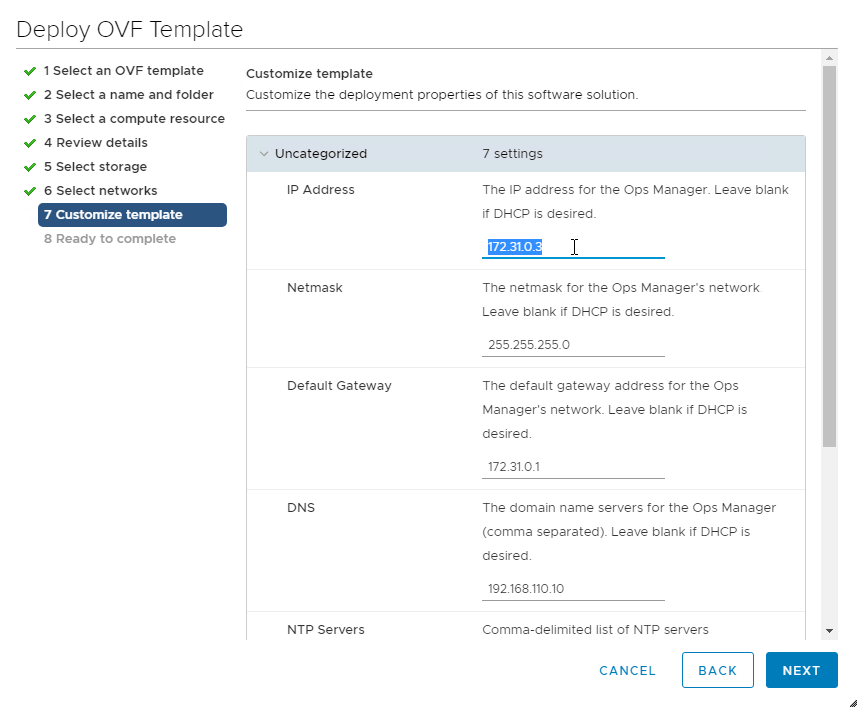 Deploy OVF Template
1 Select an OVF template
2 Select a name and folder
3 Select a compute resource
4 Review details
5 Select storage
6 Select networks
7 Customize template
8 Ready to complete
Customize template
Customize the deployment properties of this software solution.
Uncategorized 7 settings
IP Address
The IP address for the Ops Manager. Leave blank
if DHCP is desired.
172.31.0.3
Netmask
The netmask for the Ops Manager's network.
Leave blank if DHCP is desired.
255.255.255.0
Default Gateway
The default gateway address for the Ops
Manager's network. Leave blank if DHCP is
desired.
172.31.0.1
DNS
The domain name servers for the Ops Manager
(comma separated). Leave blank if DHCP is
desired.
192.168.110.10
NTP Servers
Comma-delimited list of NTP servers
CANCEL
BACK
NEXT